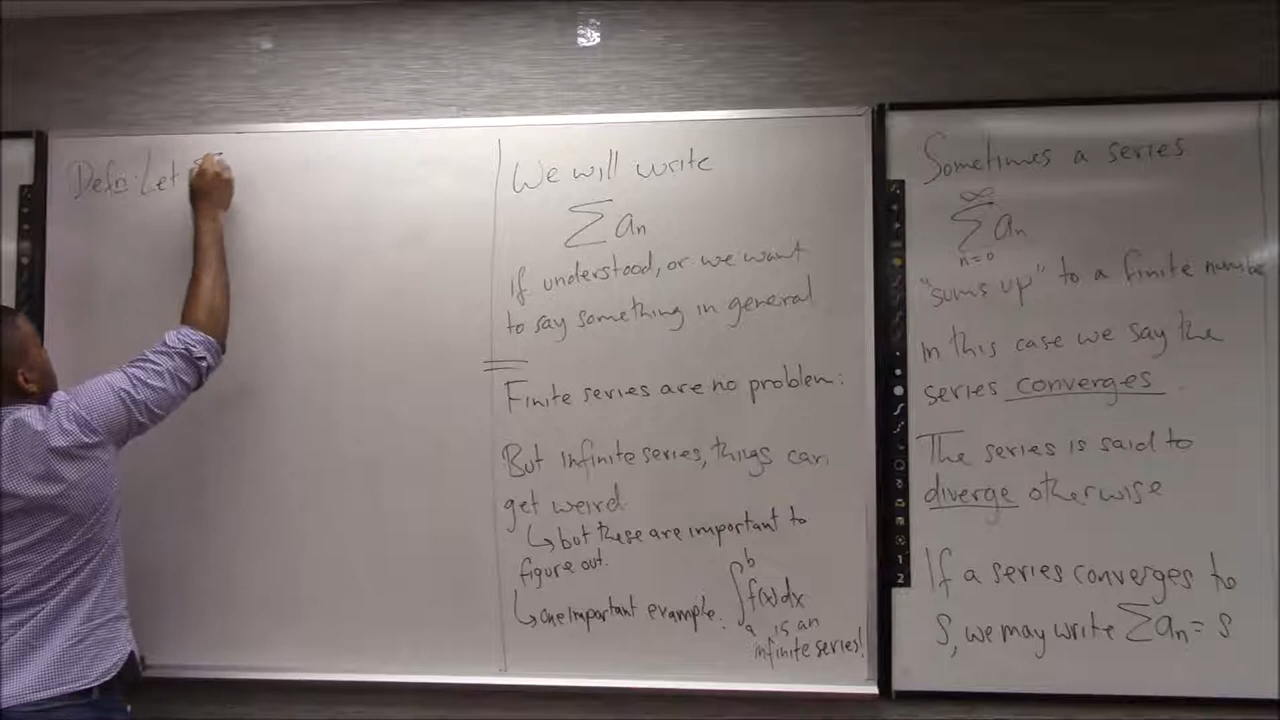 Defn: Let Σ
We will write
∑ aₙ
if understood, or we want
to say something in general
Finite series are no problem:
But infinite series, things can
get weird
↳ but these are important to
figure out.
↳ one important example: ∫ₐᵇ f(x)dx
is an
infinite series!
Sometimes a series
∞
∑ aₙ
n=0
"sums up" to a finite number
In this case we say the
series converges
The series is said to
diverge otherwise
If a series converges to
S, we may write ∑aₙ = S
1
2